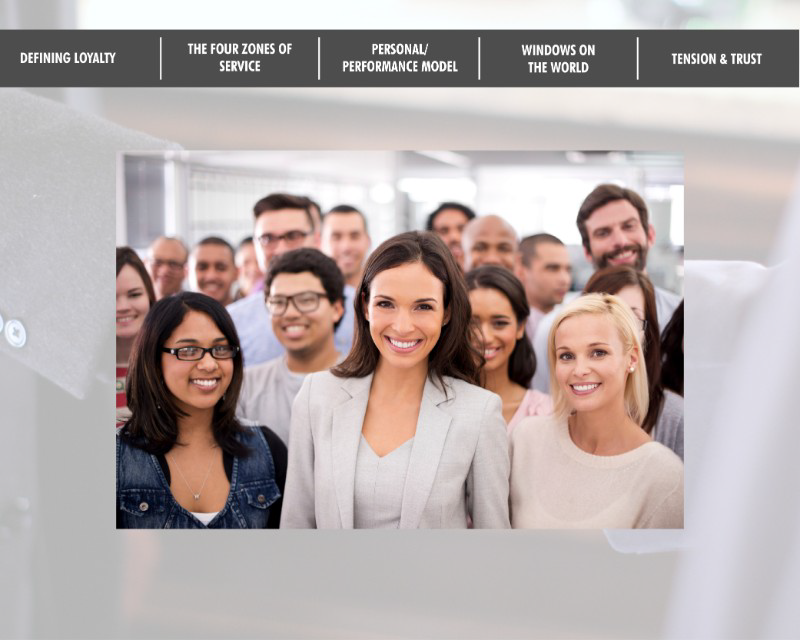 DEFINING LOYALTY
THE FOUR ZONES OF
SERVICE
PERSONAL/
PERFORMANCE MODEL
WINDOWS ON
THE WORLD
TENSION & TRUST